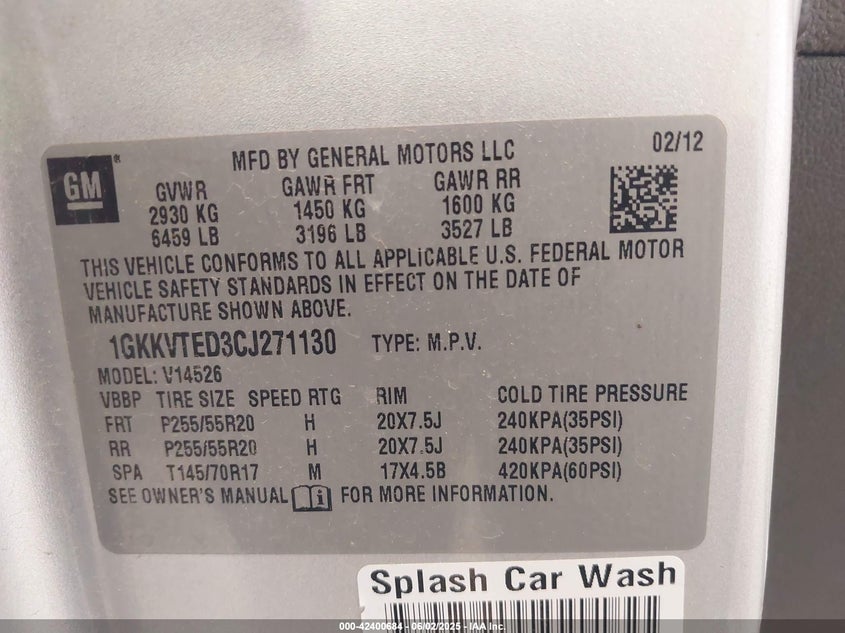 GM®
MFD BY GENERAL MOTORS LLC 02/12
GVWR GAWR FRT GAWR RR
2930 KG 1450 KG 1600 KG
6459 LB 3196 LB 3527 LB
THIS VEHICLE CONFORMS TO ALL APPLICABLE U.S. FEDERAL MOTOR
VEHICLE SAFETY STANDARDS IN EFFECT ON THE DATE OF
MANUFACTURE SHOWN ABOVE.
1GKKVTED3CJ271130 TYPE: M.P.V.
MODEL: V14526
VBBP TIRE SIZE SPEED RTG RIM COLD TIRE PRESSURE
FRT P255/55R20 H 20X7.5J 240KPA(35PSI)
RR P255/55R20 H 20X7.5J 240KPA(35PSI)
SPA T145/70R17 M 17X4.5B 420KPA(60PSI)
SEE OWNER'S MANUAL FOR MORE INFORMATION.
Splash Car Wash
000-42400684 - 06/02/2025 - IAA Inc.